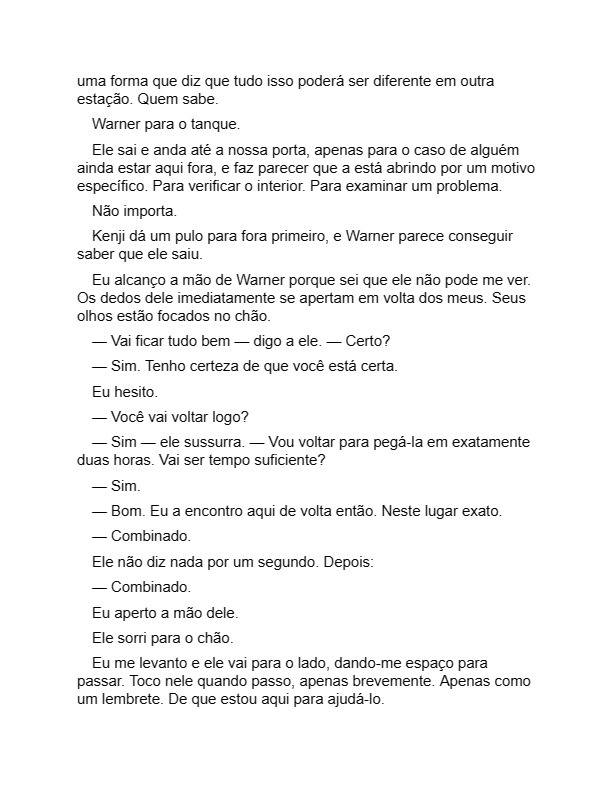 uma forma que diz que tudo isso poderá ser diferente em outra
estação. Quem sabe.
Warner para o tanque.
Ele sai e anda até a nossa porta, apenas para o caso de alguém
ainda estar aqui fora, e faz parecer que a está abrindo por um motivo
específico. Para verificar o interior. Para examinar um problema.
Não importa.
Kenji dá um pulo para fora primeiro, e Warner parece conseguir
saber que ele saiu.
Eu alcanço a mão de Warner porque sei que ele não pode me ver.
Os dedos dele imediatamente se apertam em volta dos meus. Seus
olhos estão focados no chão.
— Vai ficar tudo bem — digo a ele. — Certo?
— Sim. Tenho certeza de que você está certa.
Eu hesito.
— Você vai voltar logo?
— Sim — ele sussurra. — Vou voltar para pegá-la em exatamente
duas horas. Vai ser tempo suficiente?
— Sim.
— Bom. Eu a encontro aqui de volta então. Neste lugar exato.
— Combinado.
Ele não diz nada por um segundo. Depois:
— Combinado.
Eu aperto a mão dele.
Ele sorri para o chão.
Eu me levanto e ele vai para o lado, dando-me espaço para
passar. Toco nele quando passo, apenas brevemente. Apenas como
um lembrete. De que estou aqui para ajudá-lo.